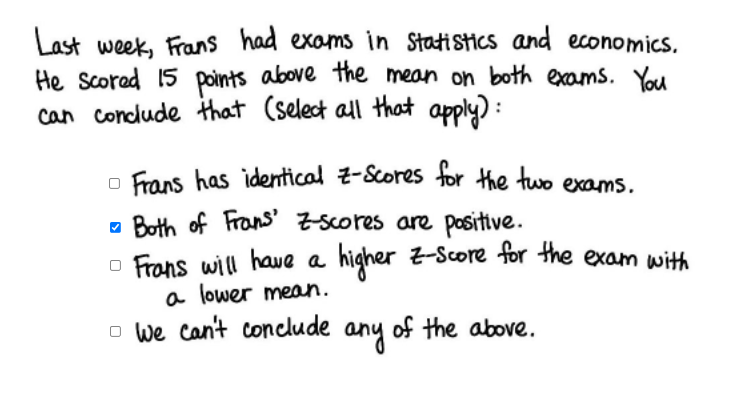 Last week, Frans had exams in statistics and economics.
He scored 15 points above the mean on both exams. You
can conclude that (select all that apply):
Frans has identical z-scores for the two exams.
Both of Frans' z-scores are positive.
Frans will have a higher z-score for the exam with
a lower mean.
We can't conclude any of the above.